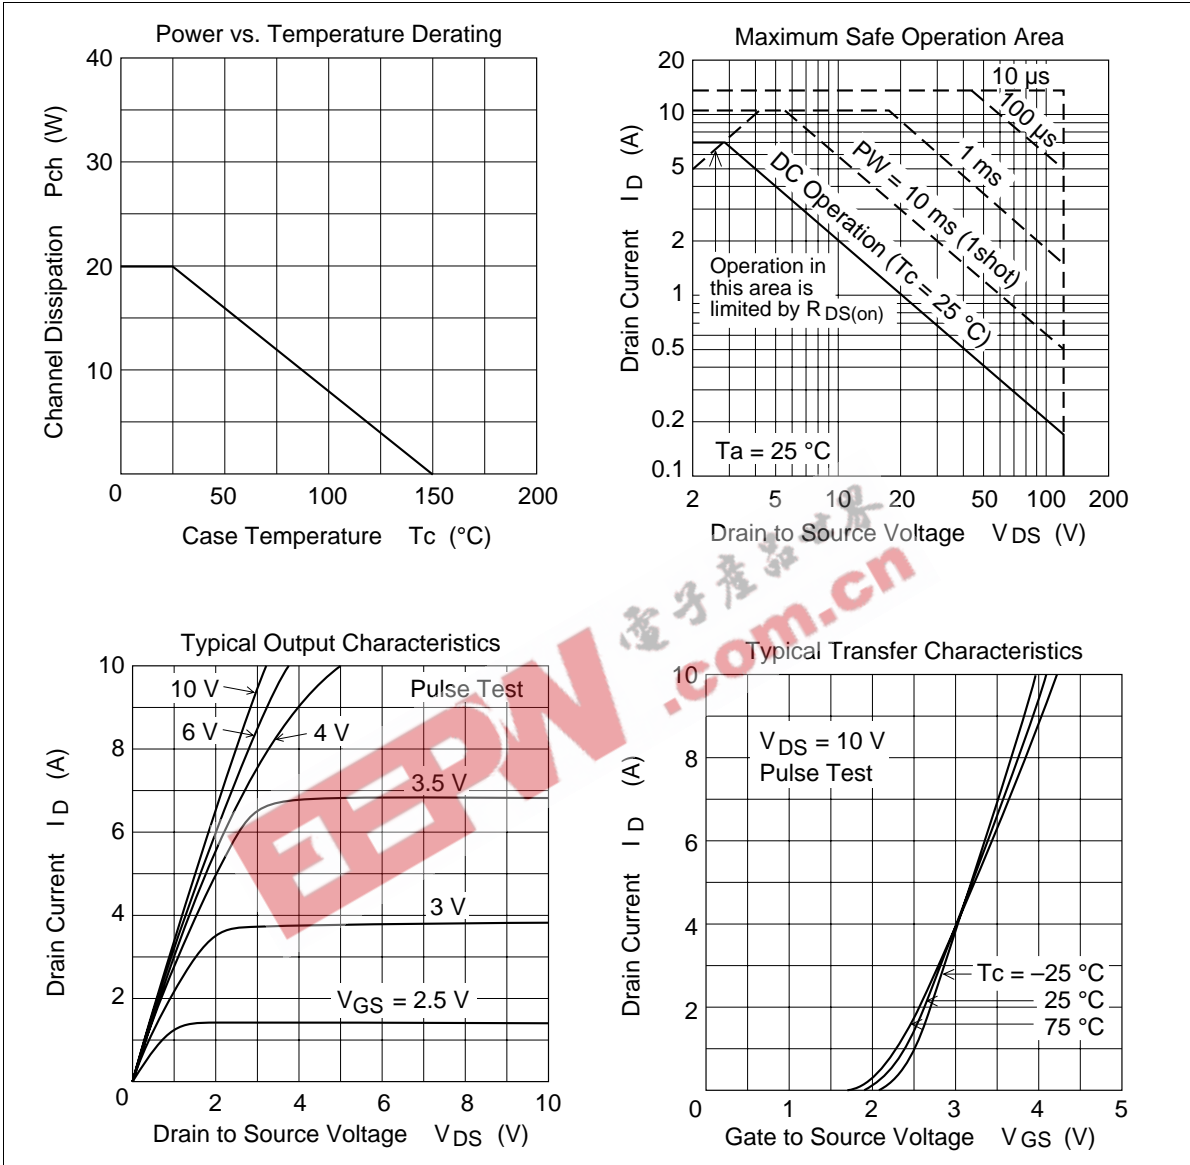 Power vs. Temperature Derating
40
30
20
10
Channel Dissipation Pch (W)
0 50 100 150 200
Case Temperature Tc (°C)
Maximum Safe Operation Area
20
10
5
2
1
0.5
0.2
0.1
Drain Current I D (A)
10 µs
100 µs
1 ms
PW = 10 ms (1shot)
DC Operation (Tc = 25 °C)
Operation in
this area is
limited by R DS(on)
Ta = 25 °C
2 5 10 20 50 100 200
Drain to Source Voltage V DS (V)
電子產品世界
EEPW.com.cn
Typical Output Characteristics
10
8
6
4
2
0
Drain Current I D (A)
10 V
6 V
4 V
Pulse Test
3.5 V
3 V
V GS = 2.5 V
2 4 6 8 10
Drain to Source Voltage V DS (V)
Typical Transfer Characteristics
10
8
6
4
2
Drain Current I D (A)
V DS = 10 V
Pulse Test
Tc = –25 °C
25 °C
75 °C
0 1 2 3 4 5
Gate to Source Voltage V GS (V)